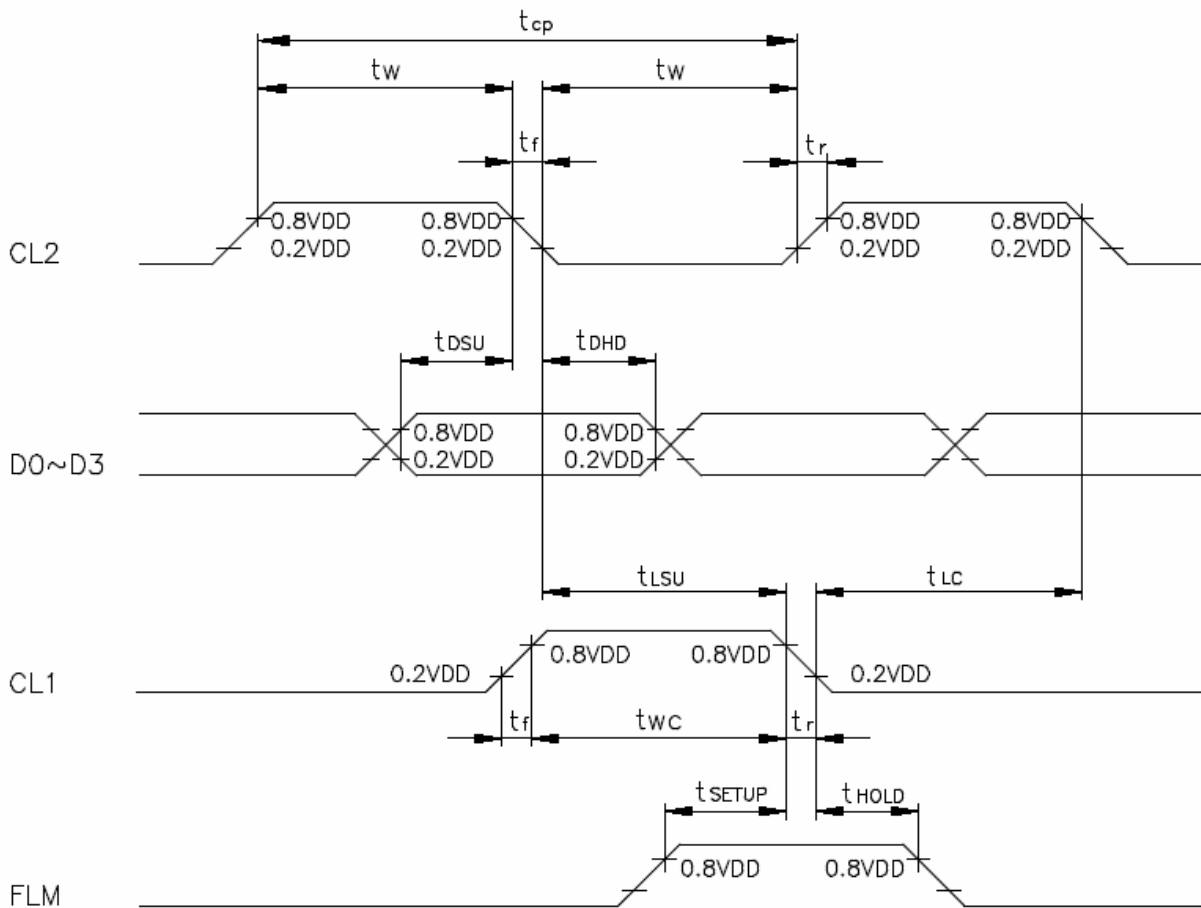 tcp
tw tw
tf tr
0.8VDD 0.8VDD 0.8VDD 0.8VDD
CL2 0.2VDD 0.2VDD 0.2VDD 0.2VDD
tDSU tDHD
0.8VDD 0.8VDD
D0~D3 0.2VDD 0.2VDD
tLSU tLC
0.8VDD 0.8VDD
CL1 0.2VDD 0.2VDD
tf twc tr
tSETUP tHOLD
0.8VDD 0.8VDD
FLM